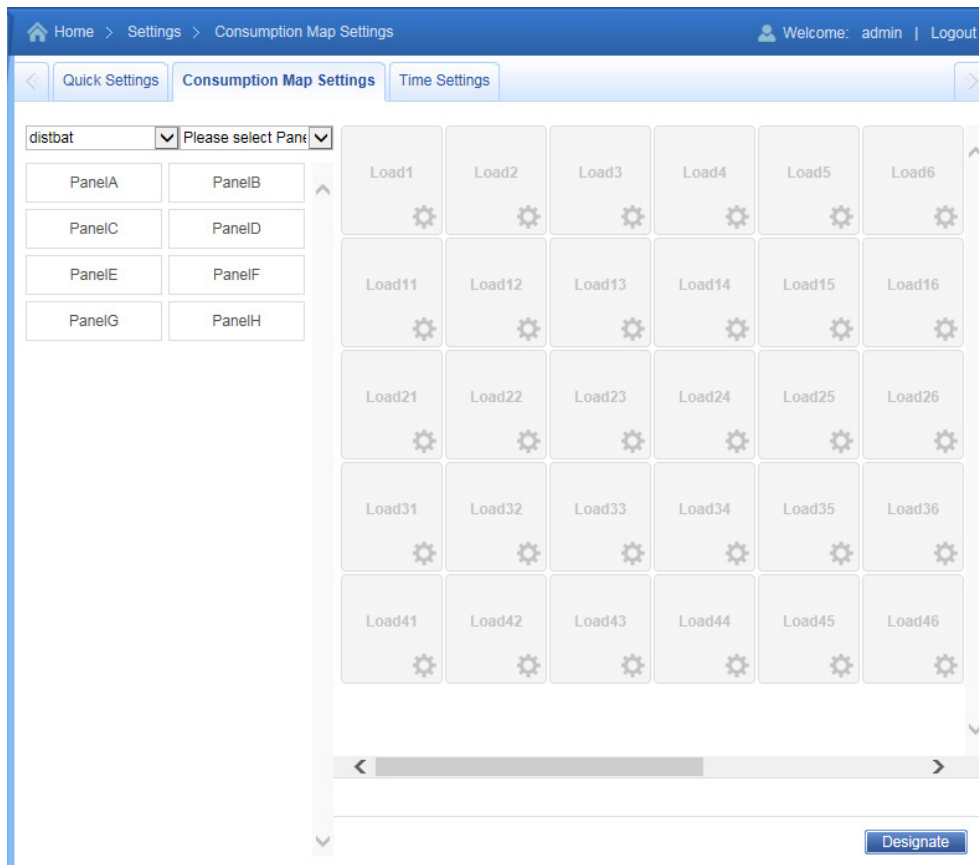 Home > Settings > Consumption Map Settings Welcome: admin | Logout
Quick Settings Consumption Map Settings Time Settings
distbat Please select Pane
PanelA PanelB
PanelC PanelD
PanelE PanelF
PanelG PanelH
Load1 Load2 Load3 Load4 Load5 Load6
Load11 Load12 Load13 Load14 Load15 Load16
Load21 Load22 Load23 Load24 Load25 Load26
Load31 Load32 Load33 Load34 Load35 Load36
Load41 Load42 Load43 Load44 Load45 Load46
Designate